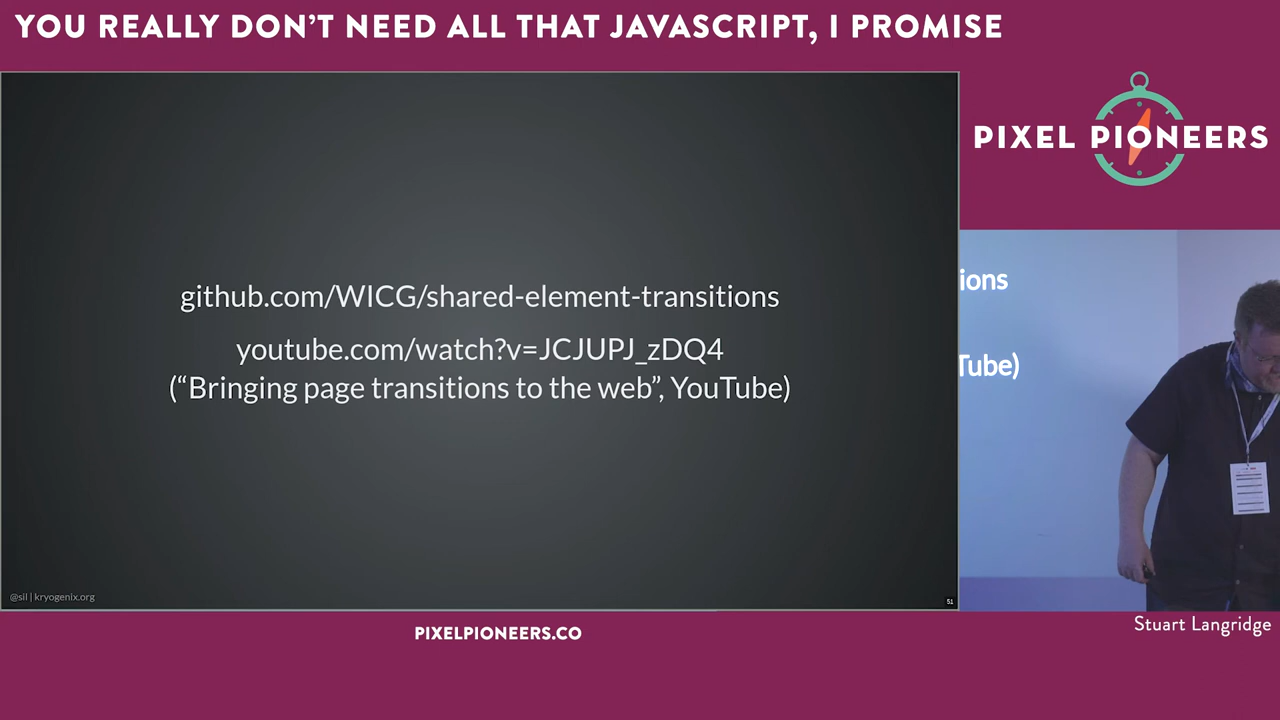 YOU REALLY DON'T NEED ALL THAT JAVASCRIPT, I PROMISE
PIXEL PIONEERS
github.com/WICG/shared-element-transitions
youtube.com/watch?v=JCJUPJ_zDQ4
(“Bringing page transitions to the web”, YouTube)
ions
Tube)
@sil | kryogenix.org
51
Stuart Langridge
PIXELPIONEERS.CO